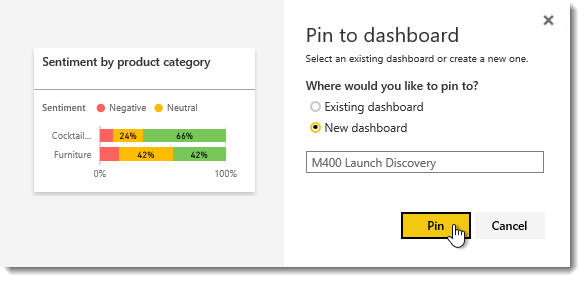 Sentiment by product category
Sentiment Negative Neutral
Cocktail... 24% 66%
Furniture 42% 42%
0% 100%
Pin to dashboard
Select an existing dashboard or create a new one.
Where would you like to pin to?
Existing dashboard
New dashboard
M400 Launch Discovery
Pin Cancel